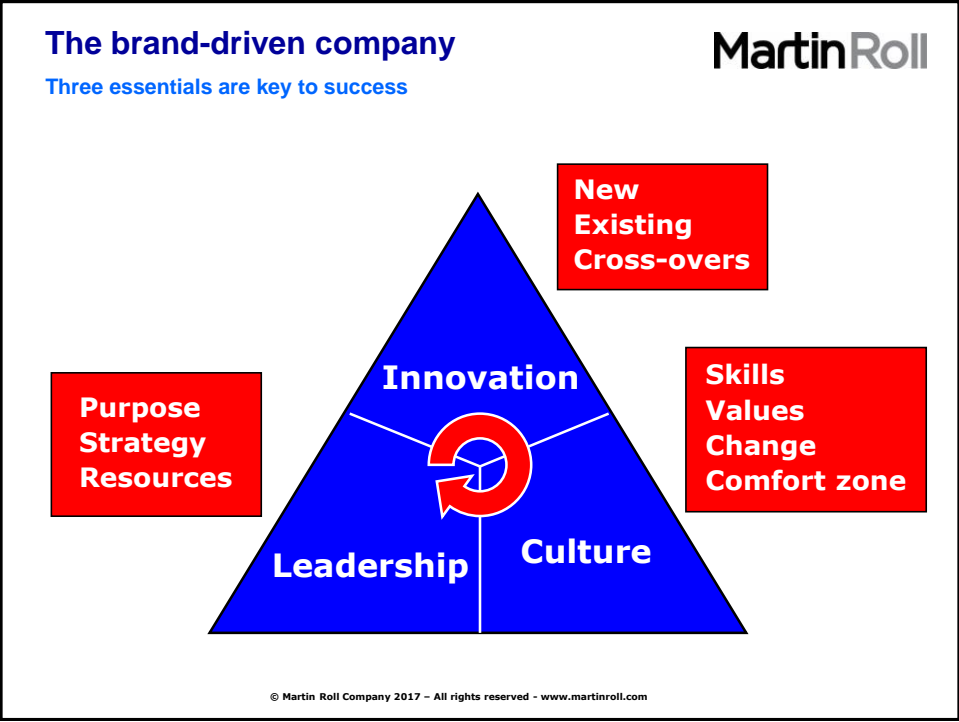 The brand-driven company
MartinRoll
Three essentials are key to success
New
Existing
Cross-overs
Innovation
Skills
Values
Change
Comfort zone
Purpose
Strategy
Resources
Leadership
Culture
© Martin Roll Company 2017 – All rights reserved - www.martinroll.com